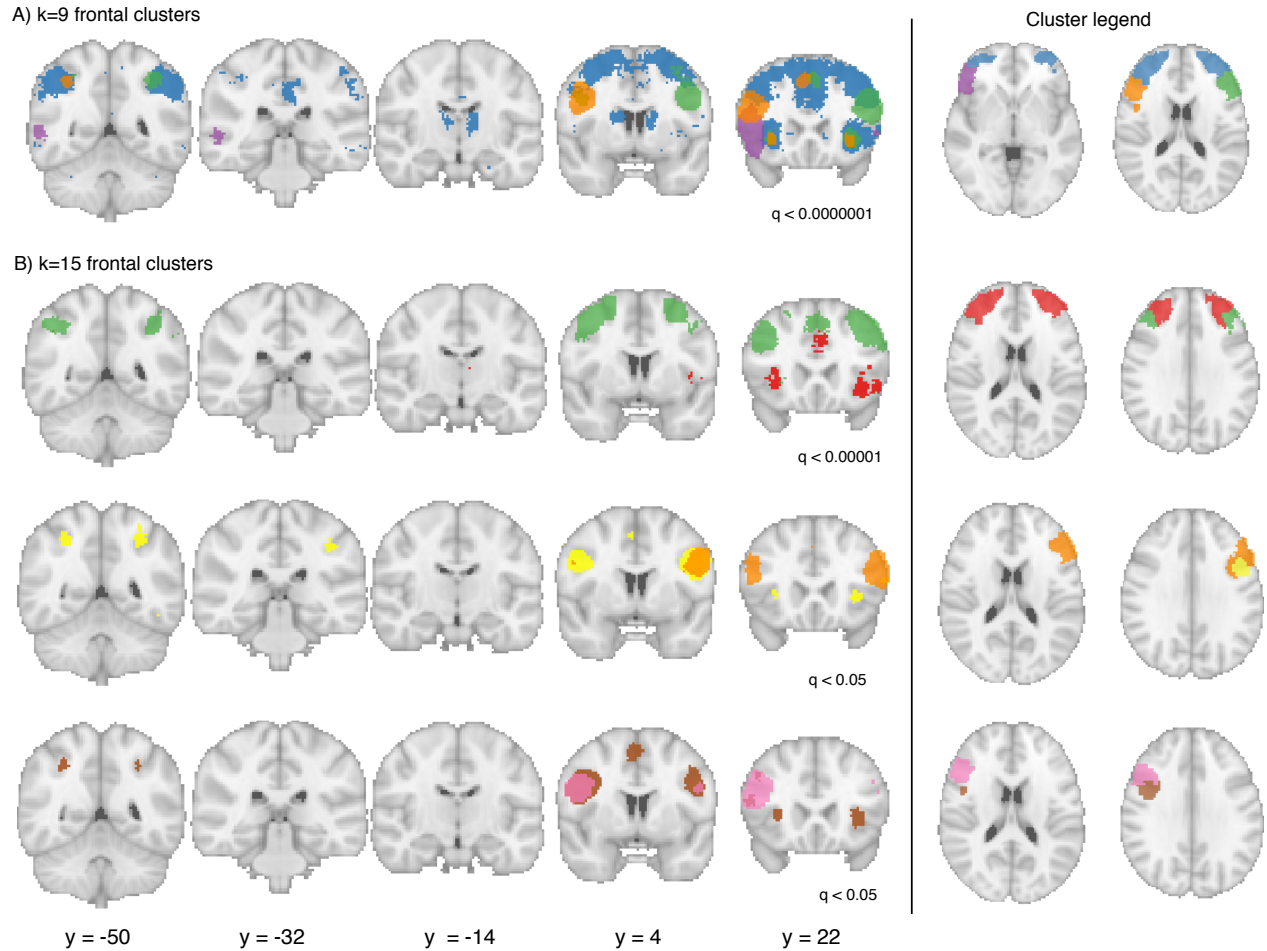 A) k=9 frontal clusters
Cluster legend
q < 0.0000001
B) k=15 frontal clusters
q < 0.00001
q < 0.05
q < 0.05
y = -50
y = -32
y = -14
y = 4
y = 22